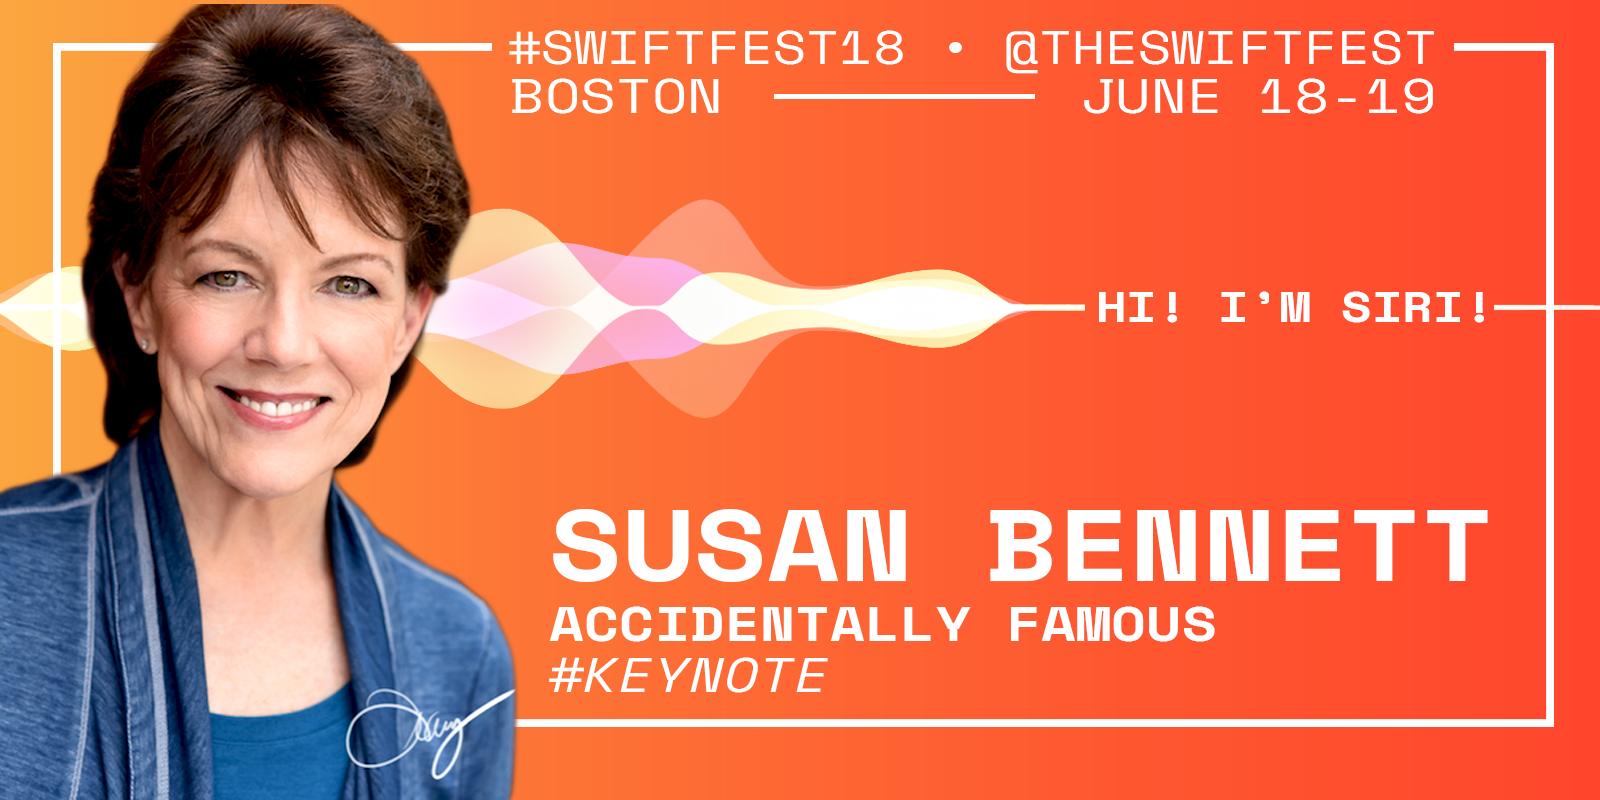 #SWIFTFEST18 • @THESWIFTFEST
BOSTON JUNE 18-19
HI! I'M SIRI!
SUSAN BENNETT
ACCIDENTALLY FAMOUS
#KEYNOTE